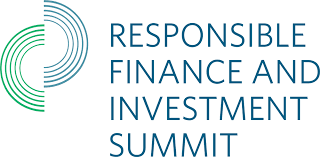 RESPONSIBLE
FINANCE AND
INVESTMENT
SUMMIT